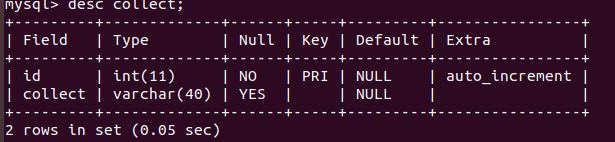 mysql> desc collect;
+---------+-------------+------+-----+---------+----------------+
| Field   | Type        | Null | Key | Default | Extra          |
+---------+-------------+------+-----+---------+----------------+
| id      | int(11)     | NO   | PRI | NULL    | auto_increment |
| collect | varchar(40) | YES  |     | NULL    |                |
+---------+-------------+------+-----+---------+----------------+
2 rows in set (0.05 sec)